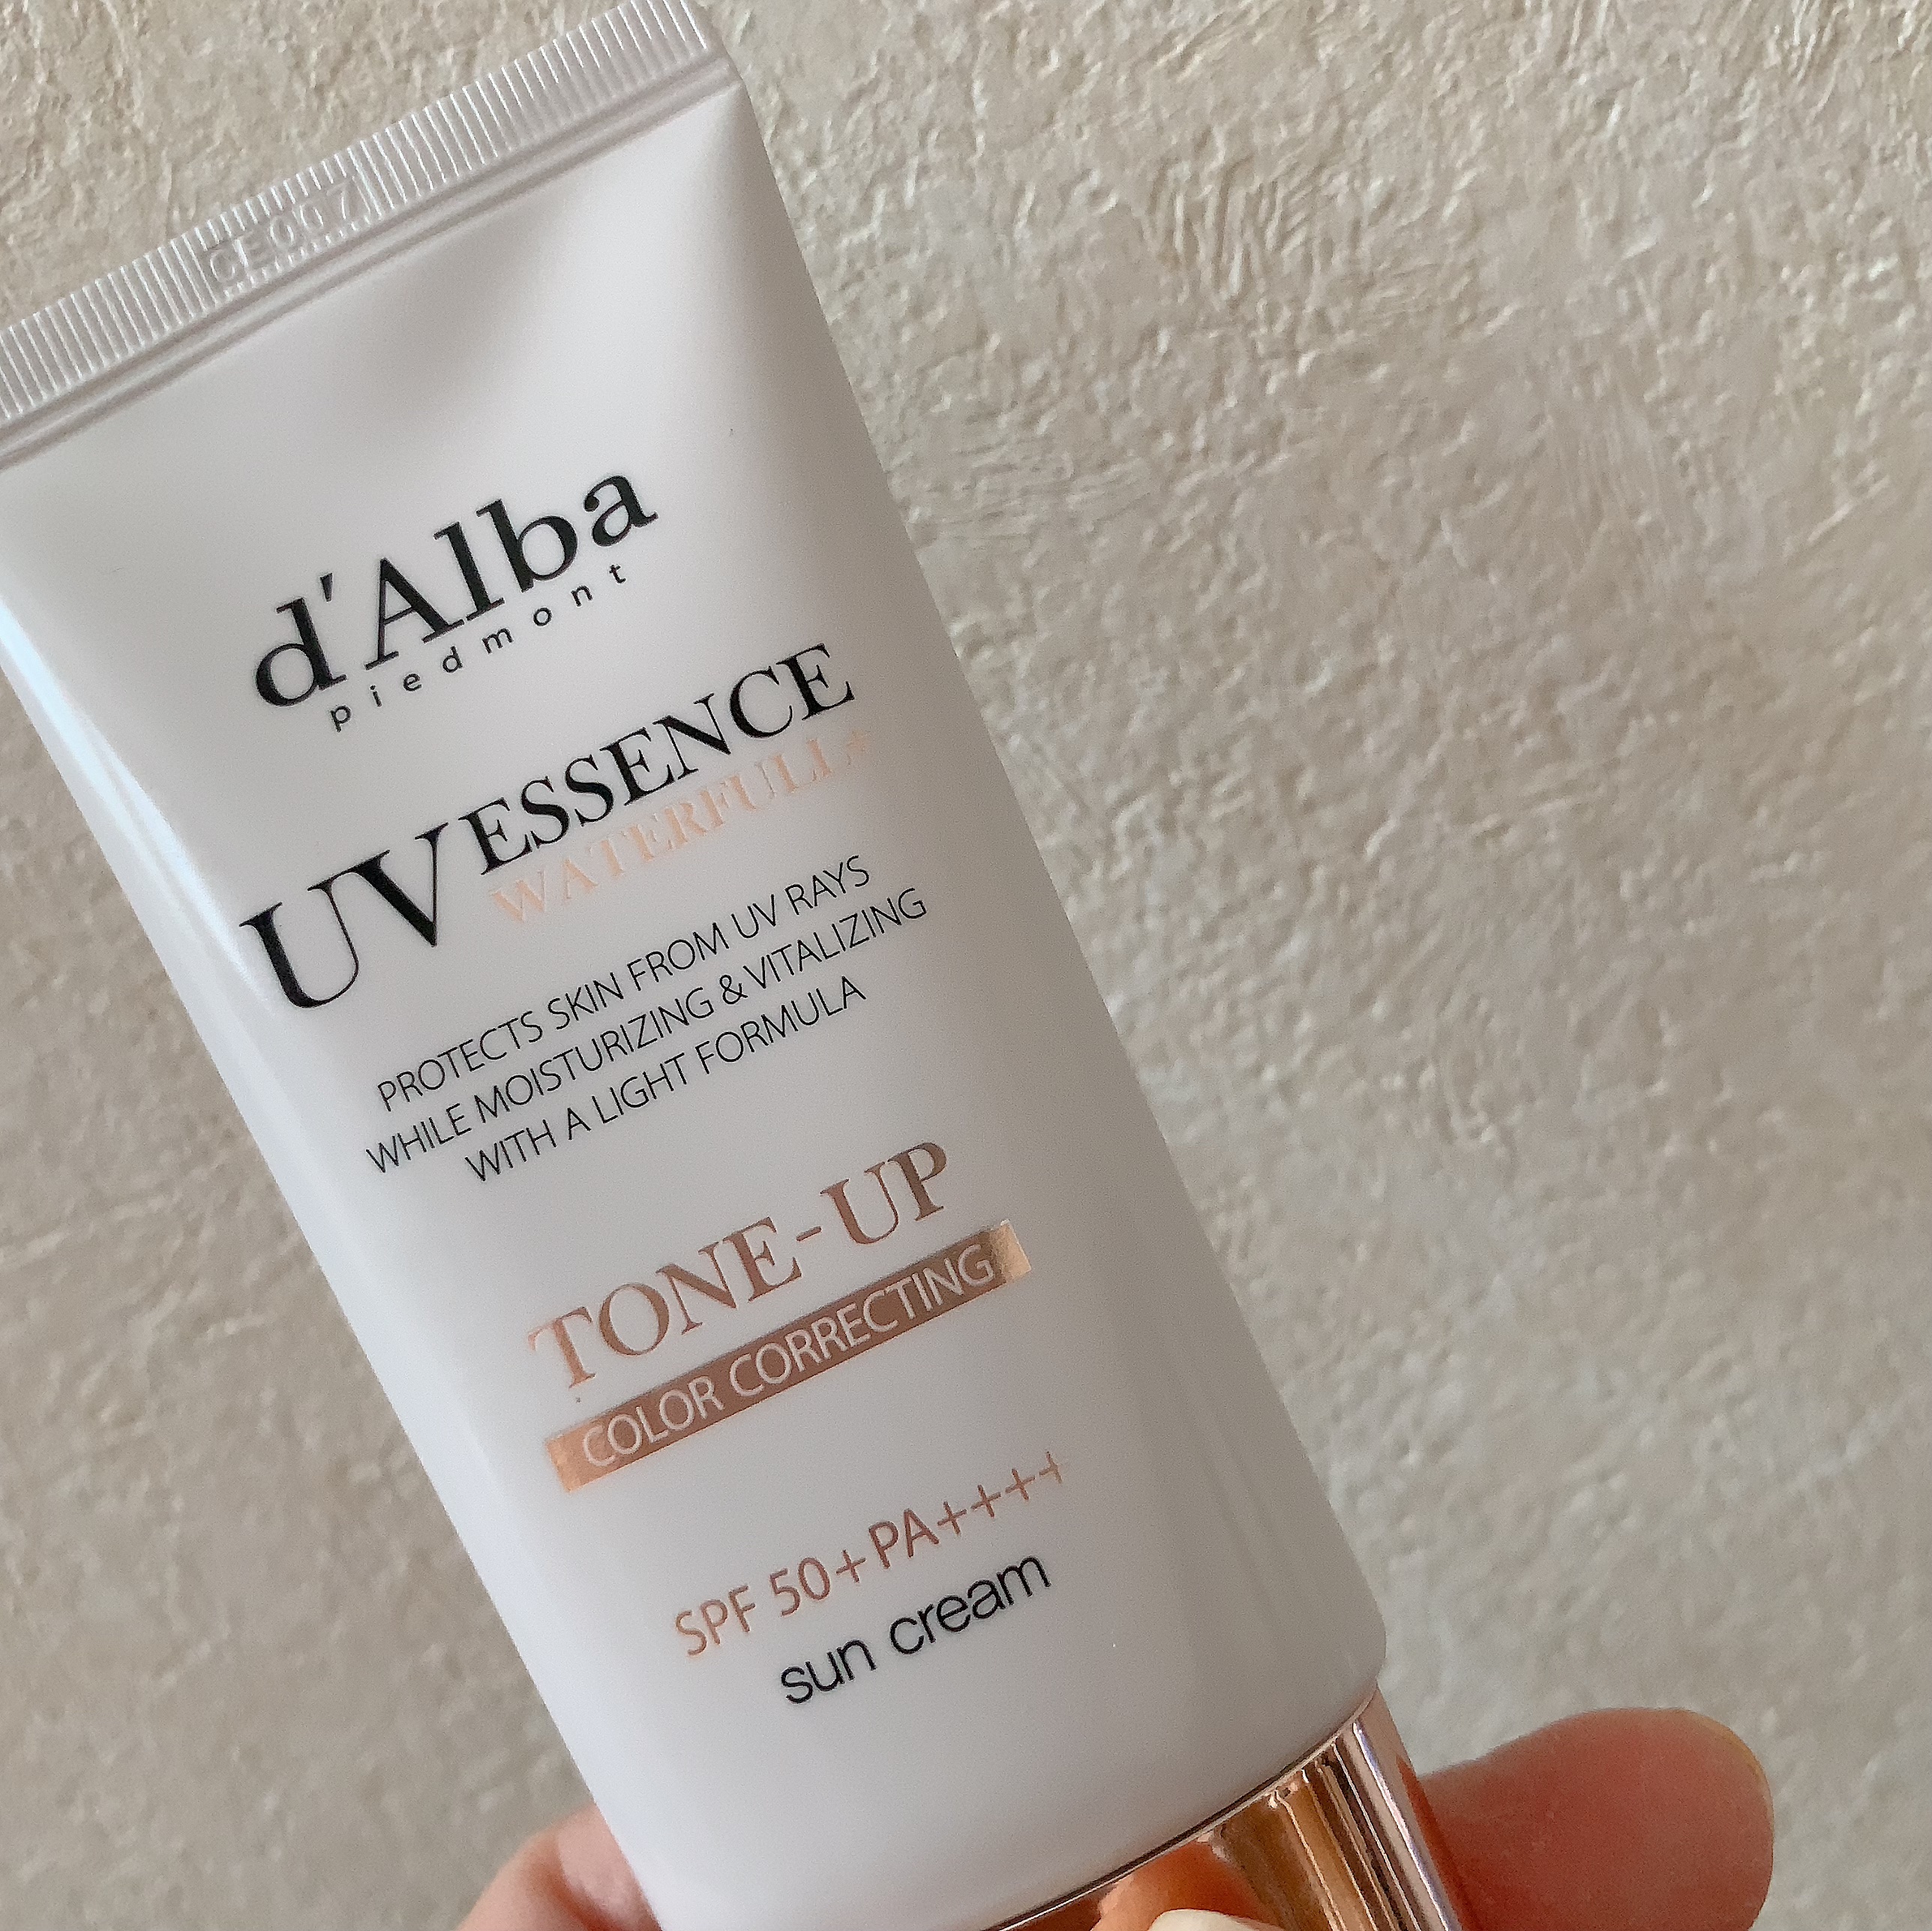 CE007
d'Alba
piedmont
UV ESSENCE
WATERFULL*
PROTECTS SKIN FROM UV RAYS
WHILE MOISTURIZING & VITALIZING
WITH A LIGHT FORMULA
TONE-UP
COLOR CORRECTING
SPF 50+ PA++++
sun cream